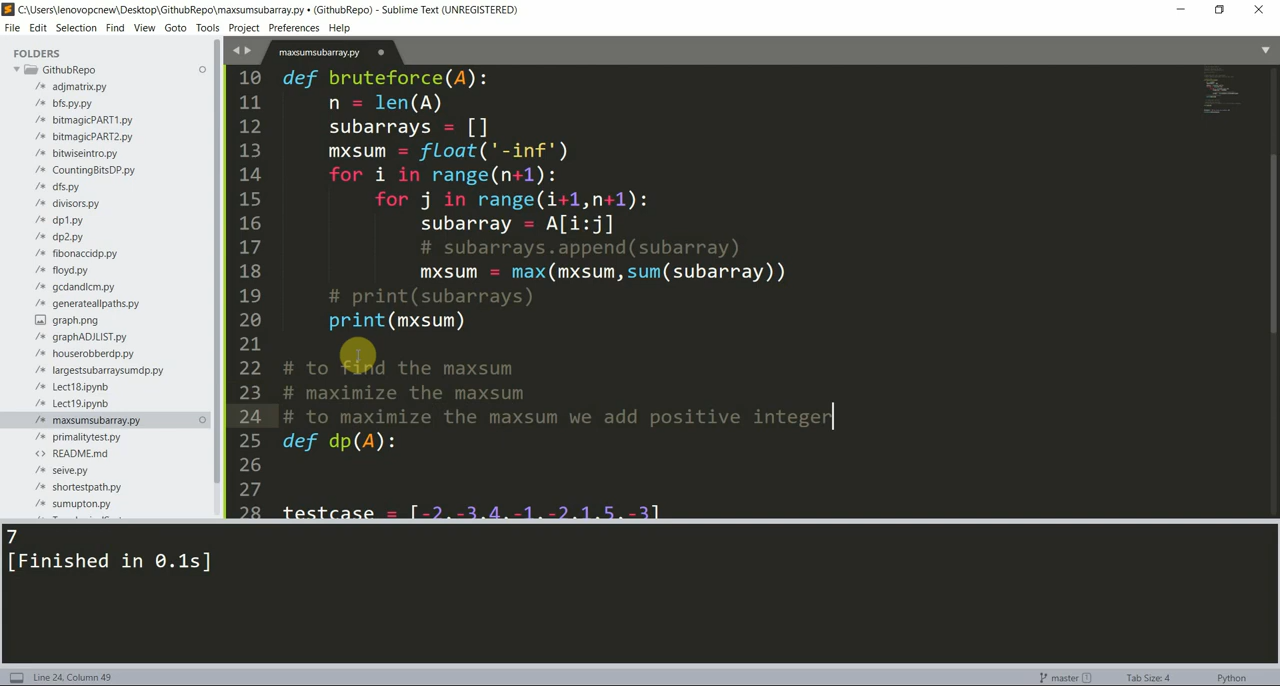 C:\Users\lenovopcnew\Desktop\GithubRepo\maxsumsubarray.py • (GithubRepo) - Sublime Text (UNREGISTERED)
File Edit Selection Find View Goto Tools Project Preferences Help
FOLDERS
GithubRepo
/* adjmatrix.py
/* bfs.py.py
/* bitmagicPART1.py
/* bitmagicPART2.py
/* bitwiseintro.py
/* CountingBitsDP.py
/* dfs.py
/* divisors.py
/* dp1.py
/* dp2.py
/* fibonaccidp.py
/* floyd.py
/* gcdandlcm.py
/* generateallpaths.py
graph.png
/* graphADJLIST.py
/* houserobberdp.py
/* largestsubarraysumdp.py
/* Lect18.ipynb
/* Lect19.ipynb
/* maxsumsubarray.py
/* primalitytest.py
<> README.md
/* seive.py
/* shortestpath.py
/* sumupton.py
maxsumsubarray.py
10 def bruteforce(A):
11 n = len(A)
12 subarrays = []
13 mxsum = float('-inf')
14 for i in range(n+1):
15 for j in range(i+1,n+1):
16 subarray = A[i:j]
17 # subarrays.append(subarray)
18 mxsum = max(mxsum,sum(subarray))
19 # print(subarrays)
20 print(mxsum)
21
22 # to find the maxsum
23 # maximize the maxsum
24 # to maximize the maxsum we add positive integer
25 def dp(A):
26
27
28 testcase = [-2,-3,4,-1,-2,1,5,-3]
7
[Finished in 0.1s]
Line 24, Column 49
master 1
Tab Size: 4
Python